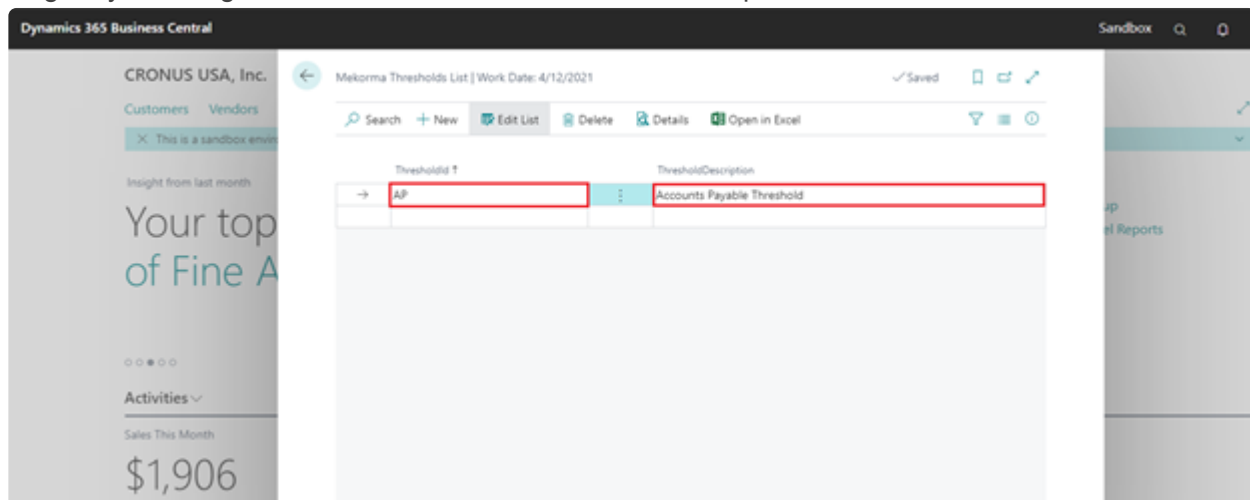 Dynamics 365 Business Central
Sandbox
CRONUS USA, Inc.
Mekorma Thresholds List | Work Date: 4/12/2021
Saved
Customers Vendors
Search New Edit List Delete Details Open in Excel
This is a sandbox
ThresholdId ↑ ThresholdDescription
Insight from last month
AP Accounts Payable Threshold
Your top
of Fine A
el Reports
Activities
Sales This Month
$1,906